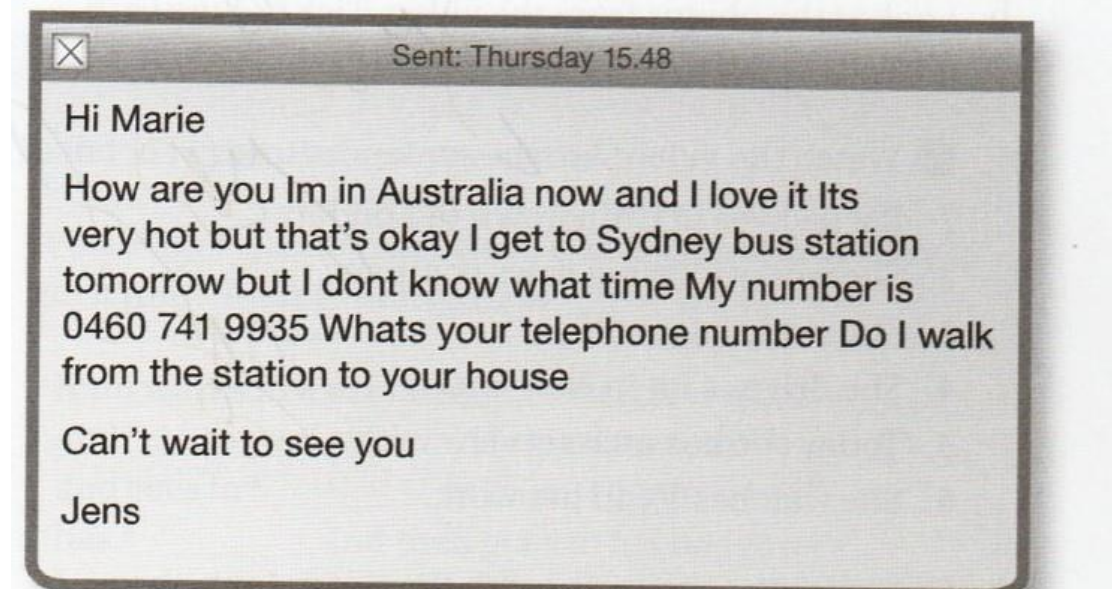 Sent: Thursday 15.48
Hi Marie
How are you Im in Australia now and I love it Its
very hot but that's okay I get to Sydney bus station
tomorrow but I dont know what time My number is
0460 741 9935 Whats your telephone number Do I walk
from the station to your house
Can't wait to see you
Jens